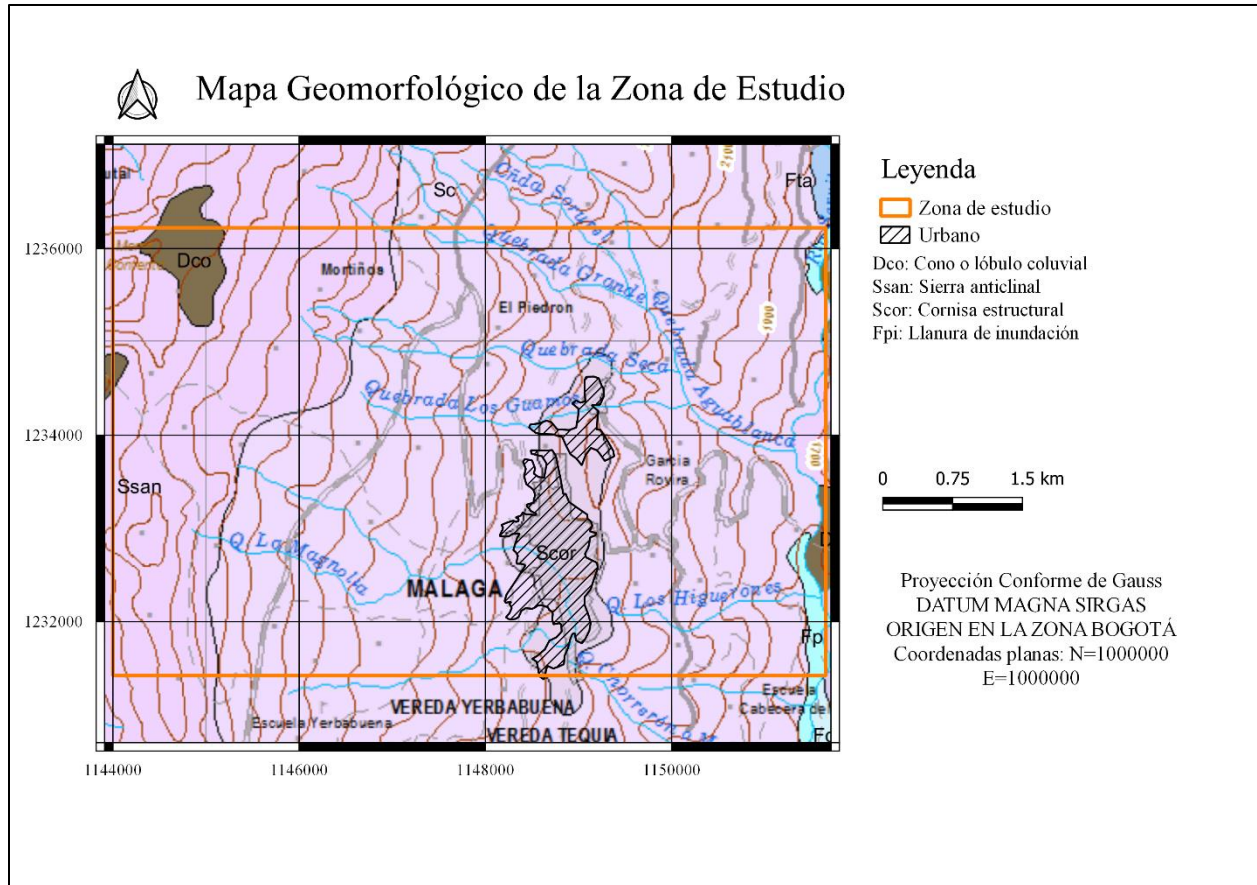 Mapa Geomorfológico de la Zona de Estudio
Leyenda
Zona de estudio
Urbano
Dco: Cono o lóbulo coluvial
Ssan: Sierra anticlinal
Scor: Cornisa estructural
Fpi: Llanura de inundación
0 0.75 1.5 km
Proyección Conforme de Gauss
DATUM MAGNA SIRGAS
ORIGEN EN LA ZONA BOGOTÁ
Coordenadas planas: N=1000000
E=1000000
1236000
1234000
1232000
1144000 1146000 1148000 1150000
2100
Fta
Sc
Cñda Sorugel
Dco
Mortiños
Quebrada Grande
El Piedron
Quebrada Aguablanca
1900
Quebrada Seca
Quebrada Los Guamos
1700
Garcia
Rovira
Ssan
Scor
Q. La Magnolia
MALAGA
Q. Los Higuerones
Fp
VEREDA YERBABUENA
Escuela Yerbabuena
VEREDA TEQUIA
Escuela
Cabecera de